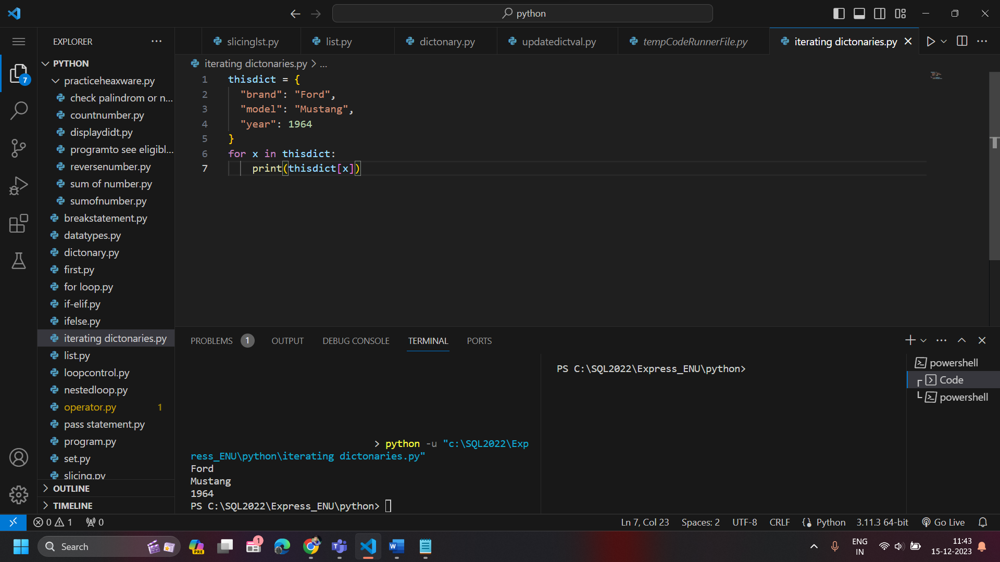 python
EXPLORER
slicinglst.py
list.py
dictonary.py
updatedictval.py
tempCodeRunnerFile.py
iterating dictonaries.py
PYTHON
practiceheaxware.py
check palindrom or n...
countnumber.py
displaydidt.py
programto see eligibl...
reversenumber.py
sum of number.py
sumofnumber.py
breakstatement.py
datatypes.py
dictonary.py
first.py
for loop.py
if-elif.py
ifelse.py
iterating dictonaries.py
list.py
loopcontrol.py
nestedloop.py
operator.py 1
pass statement.py
program.py
set.py
slicing.py
OUTLINE
TIMELINE
7
iterating dictonaries.py > ...
1 thisdict = {
2 "brand": "Ford",
3 "model": "Mustang",
4 "year": 1964
5 }
6 for x in thisdict:
7 print(thisdict[x])
PROBLEMS 1 OUTPUT DEBUG CONSOLE TERMINAL PORTS
> python -u "c:\SQL2022\Exp
ress_ENU\python\iterating dictonaries.py"
Ford
Mustang
1964
PS C:\SQL2022\Express_ENU\python>
PS C:\SQL2022\Express_ENU\python>
powershell
Code
powershell
0 1 0 Ln 7, Col 23 Spaces: 2 UTF-8 CRLF Python 3.11.3 64-bit Go Live
Search
PRE
1
ENG
IN
11:43
15-12-2023